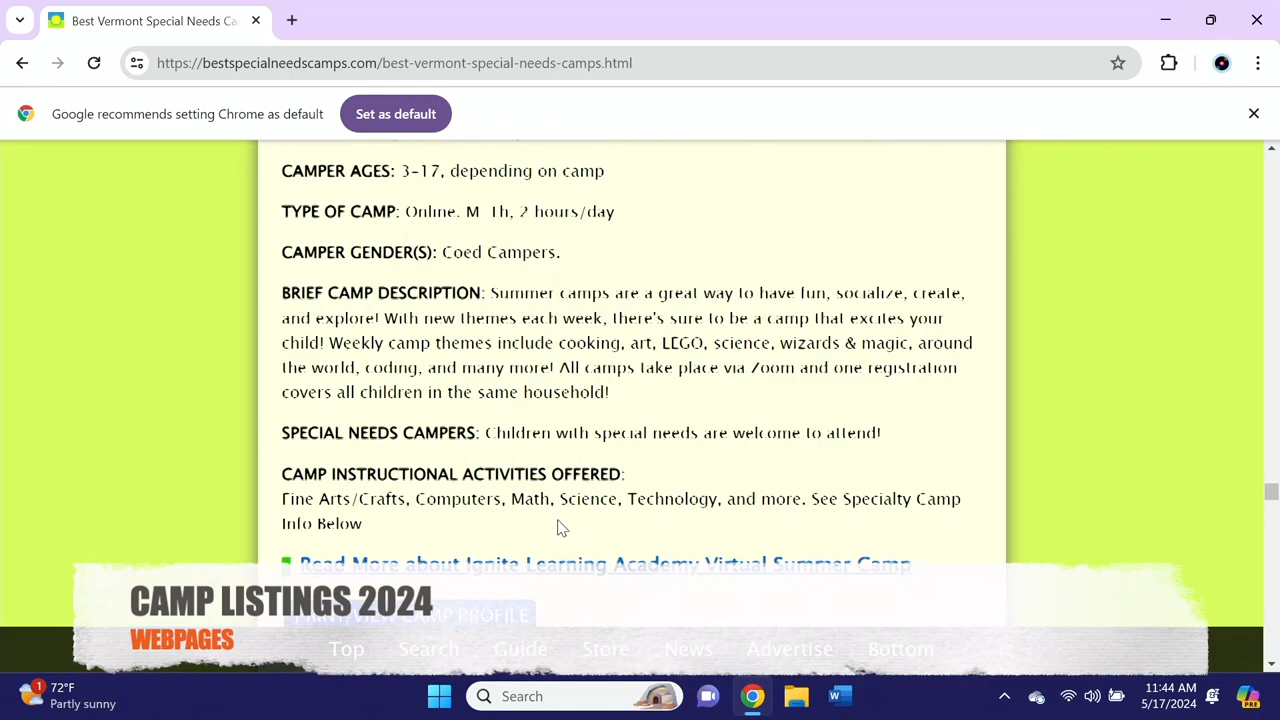 Best Vermont Special Needs Ca
https://bestspecialneedscamps.com/best-vermont-special-needs-camps.html
Google recommends setting Chrome as default
Set as default
CAMPER AGES: 3-17, depending on camp
TYPE OF CAMP: Online. M-Th, 2 hours/day
CAMPER GENDER(S): Coed Campers.
BRIEF CAMP DESCRIPTION: Summer camps are a great way to have fun, socialize, create,
and explore! With new themes each week, there's sure to be a camp that excites your
child! Weekly camp themes include cooking, art, LEGO, science, wizards & magic, around
the world, coding, and many more! All camps take place via Zoom and one registration
covers all children in the same household!
SPECIAL NEEDS CAMPERS: Children with special needs are welcome to attend!
CAMP INSTRUCTIONAL ACTIVITIES OFFERED:
Fine Arts/Crafts, Computers, Math, Science, Technology, and more. See Specialty Camp
Info Below
Read More about Ignite Learning Academy Virtual Summer Camp
PRINT/VIEW CAMP PROFILE
CAMP LISTINGS 2024
WEBPAGES
Top Search Guide Store News Advertise Bottom
1
72°F
Partly sunny
Search
11:44 AM
5/17/2024
PRE